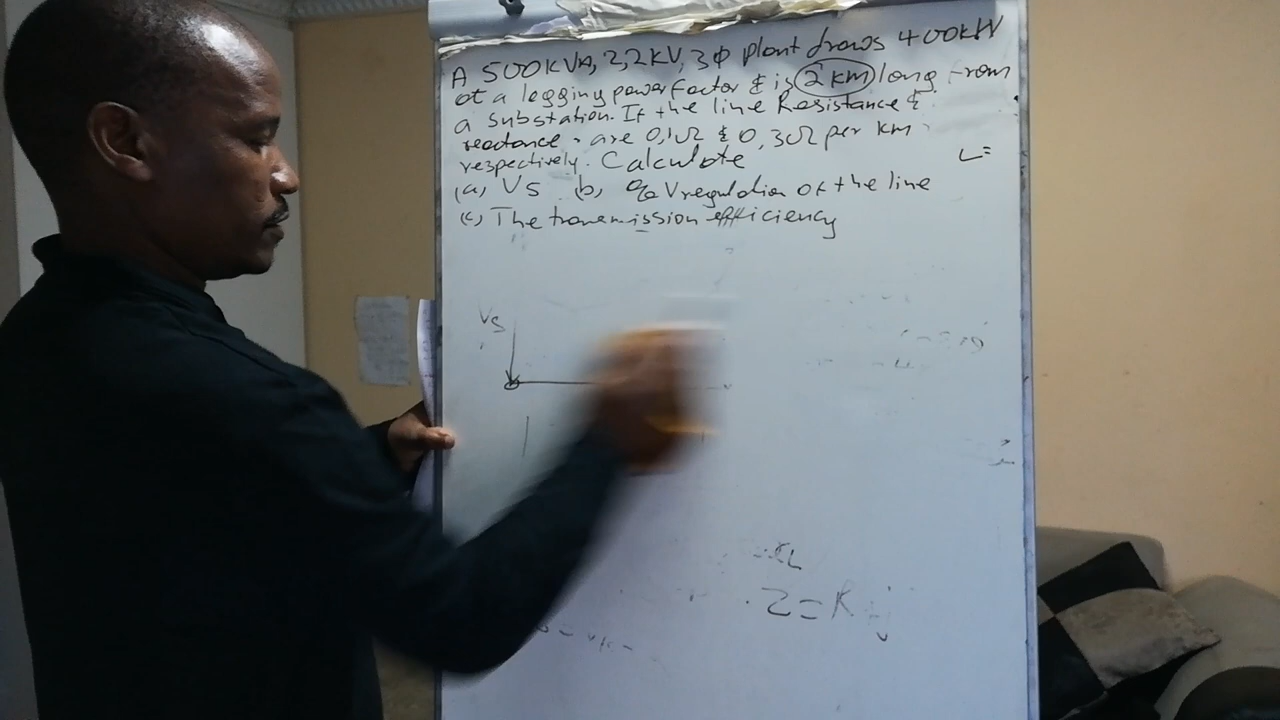 A 500KVA, 2,2KV, 3Φ plant draws 400kW
at a lagging power factor & is 2km long from
a substation. If the line Resistance &
reactance are 0,1Ω & 0,3Ω per km
respectively. Calculate
L=
(a) VS (b) % Vregulation of the line
(c) The transmission efficiency
VS
Z=R